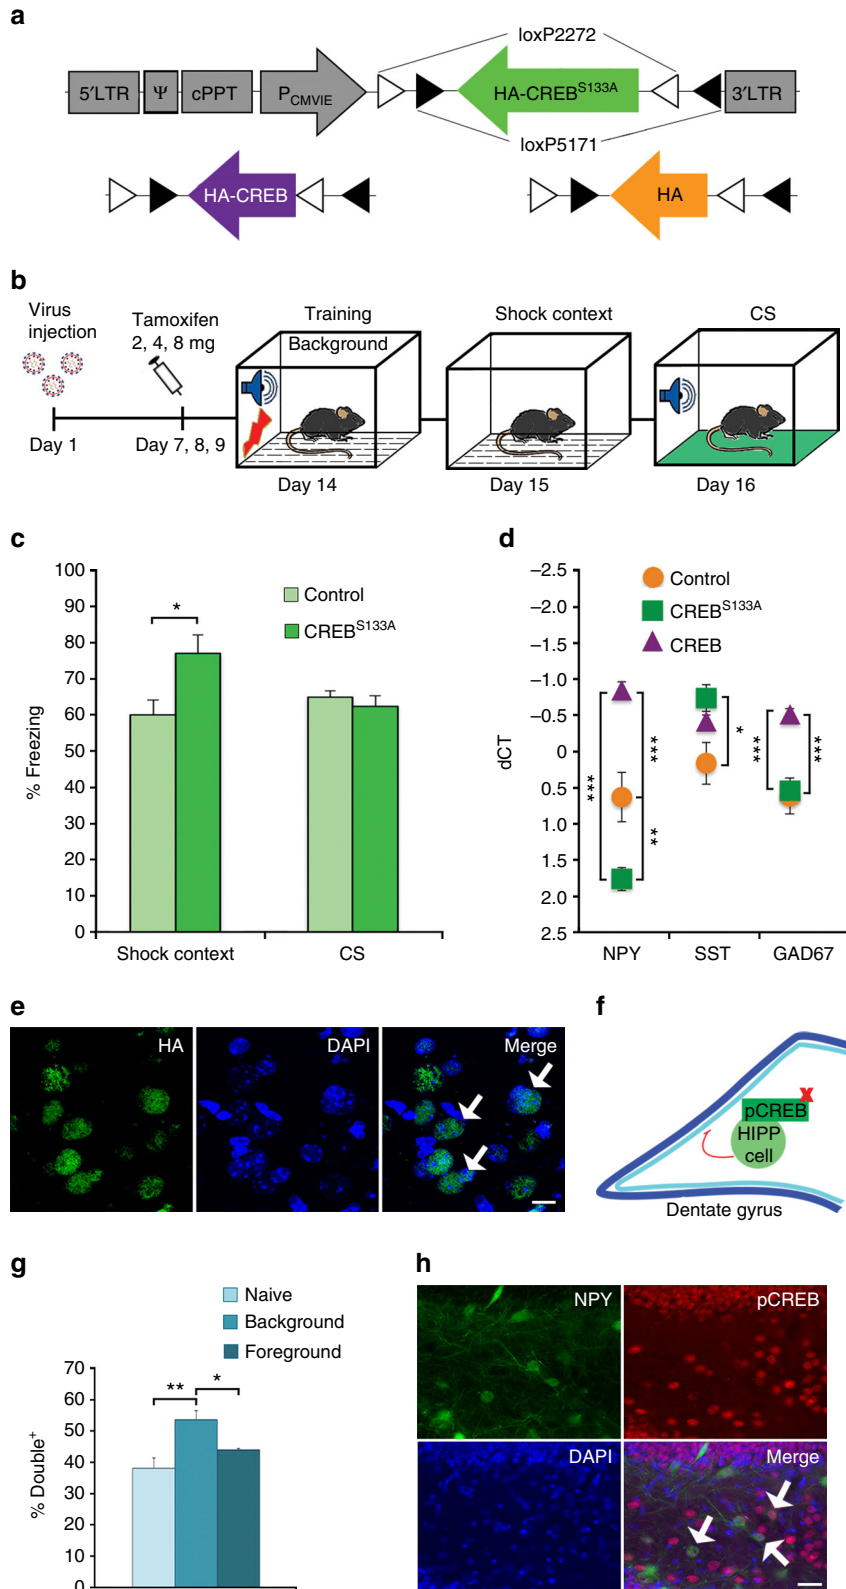 a
loxP2272
5′LTR Ψ cPPT PCMVIE HA-CREBS133A 3′LTR
loxP5171
HA-CREB HA
b
Virus injection
Tamoxifen 2, 4, 8 mg
Training
Background
Shock context
CS
Day 1 Day 7, 8, 9 Day 14 Day 15 Day 16
c
% Freezing
100
90
80
70
60
50
40
30
20
10
0
*
Control
CREBS133A
Shock context CS
d
dCT
–2.5
–2.0
–1.5
–1.0
–0.5
0
0.5
1.0
1.5
2.0
2.5
Control
CREBS133A
CREB
***
***
**
*
***
***
NPY SST GAD67
e
HA DAPI Merge
f
X
pCREB
HIPP
cell
Dentate gyrus
g
Naive
Background
Foreground
% Double+
70
60
50
40
30
20
10
0
**
*
h
NPY pCREB
DAPI Merge